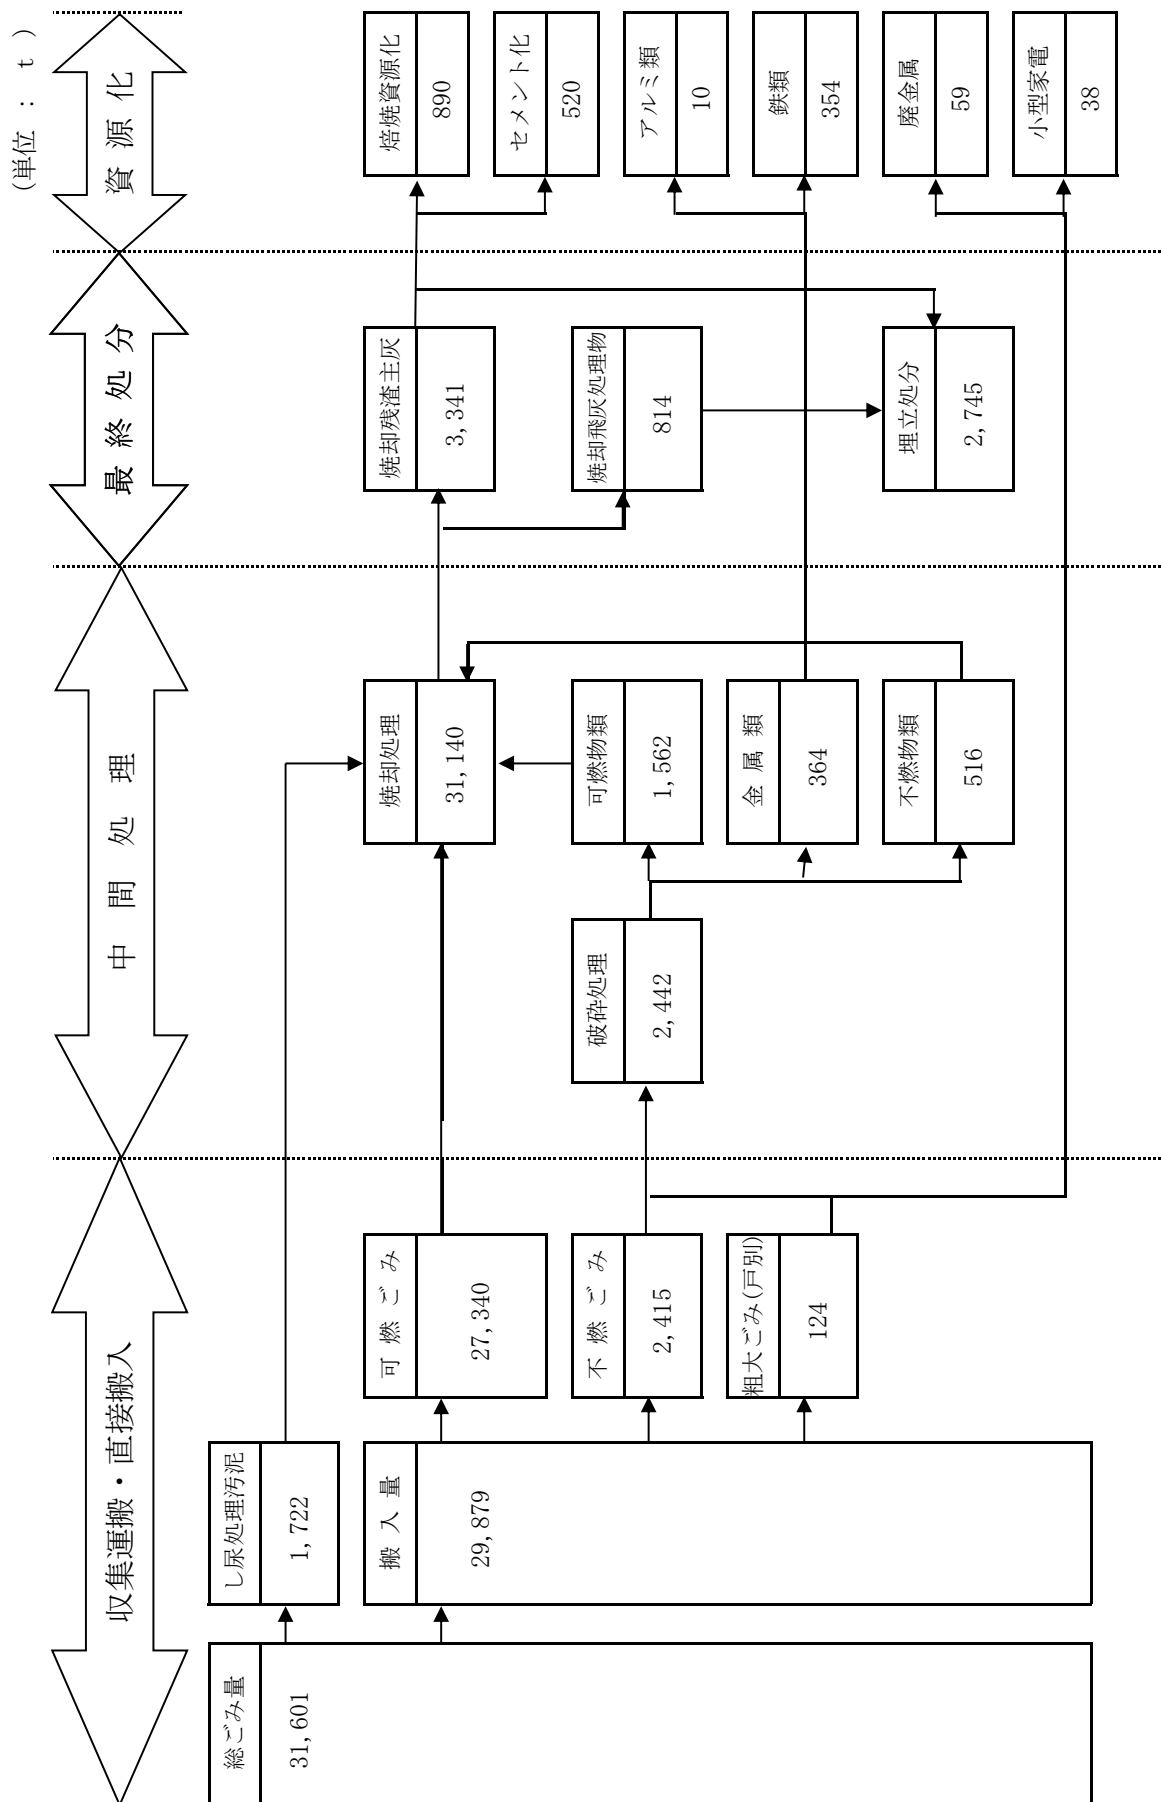 (単位：t)
収集運搬・直接搬入
中間処理
最終処分
資源化
総ごみ量
31,601
し尿処理汚泥
1,722
搬入量
29,879
可燃ごみ
27,340
不燃ごみ
2,415
粗大ごみ(戸別)
124
破砕処理
2,442
焼却処理
31,140
可燃物類
1,562
金属類
364
不燃物類
516
焼却残渣主灰
3,341
焼却飛灰処理物
814
埋立処分
2,745
焙焼資源化
890
セメント化
520
アルミ類
10
鉄類
354
廃金属
59
小型家電
38